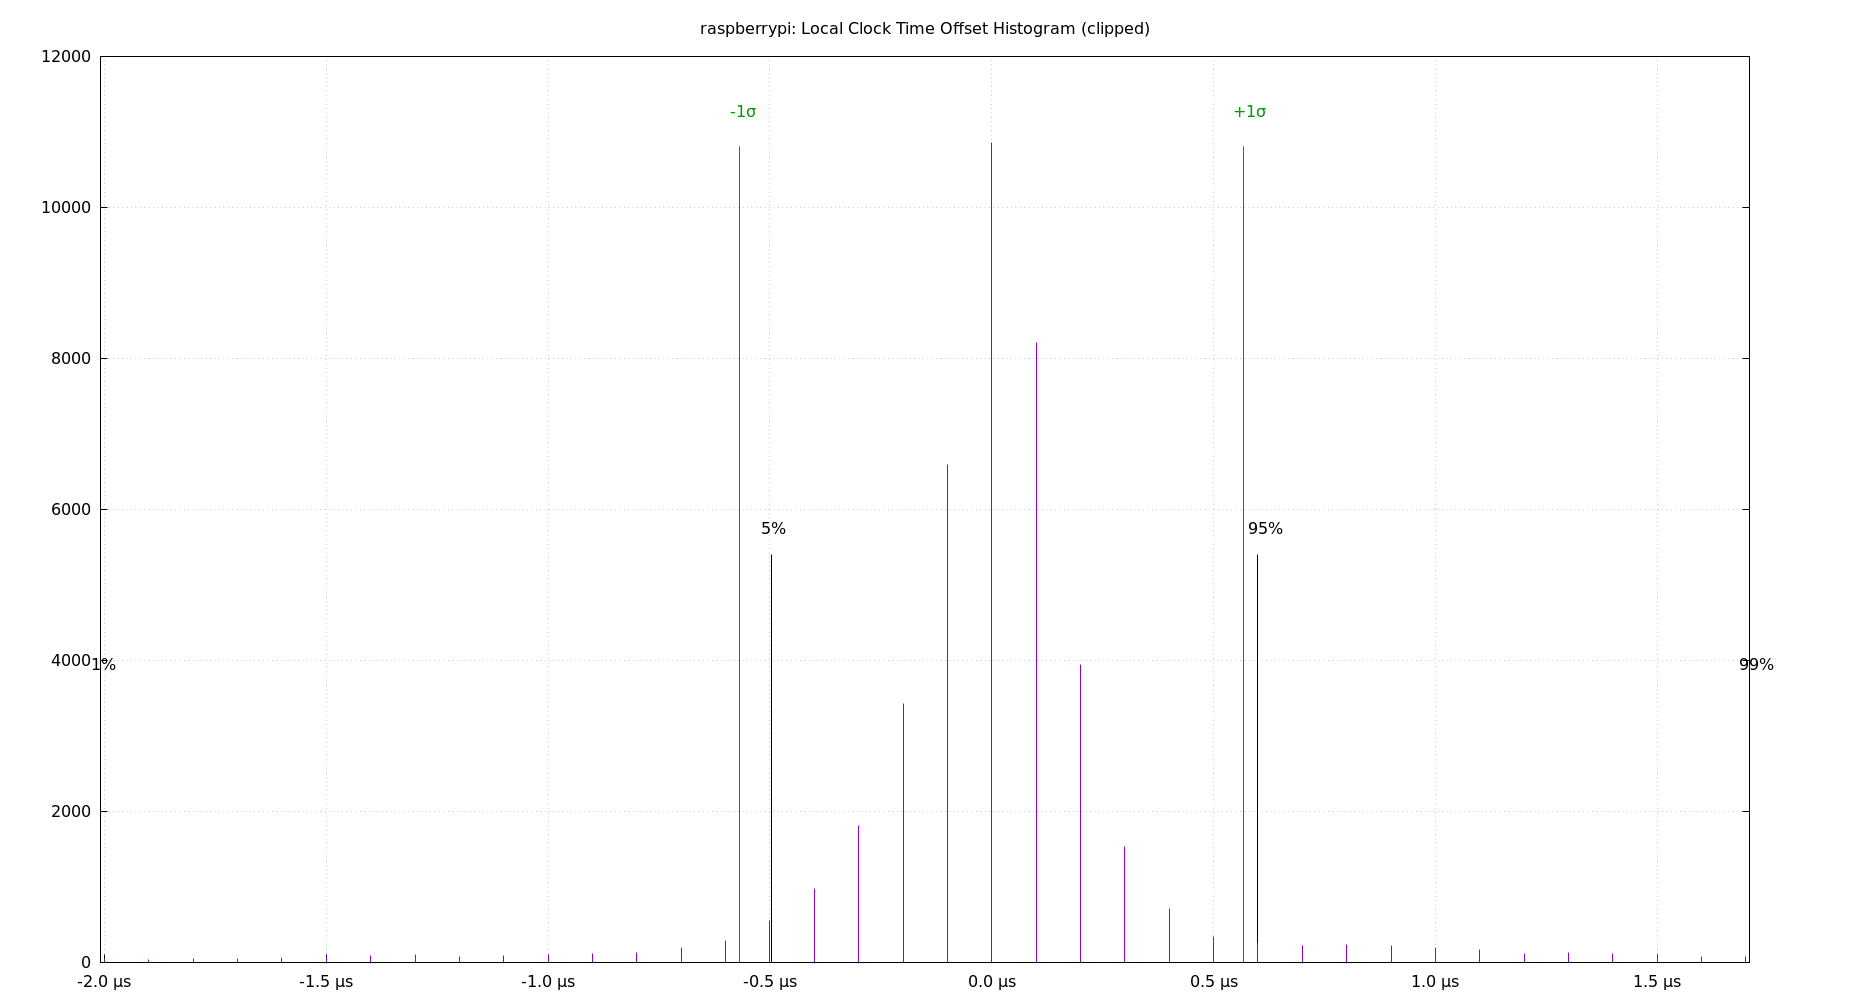 raspberrypi: Local Clock Time Offset Histogram (clipped)
12000
-1σ +1σ
10000
8000
6000
5% 95%
4000 1% 99%
2000
0
-2.0 µs -1.5 µs -1.0 µs -0.5 µs 0.0 µs 0.5 µs 1.0 µs 1.5 µs